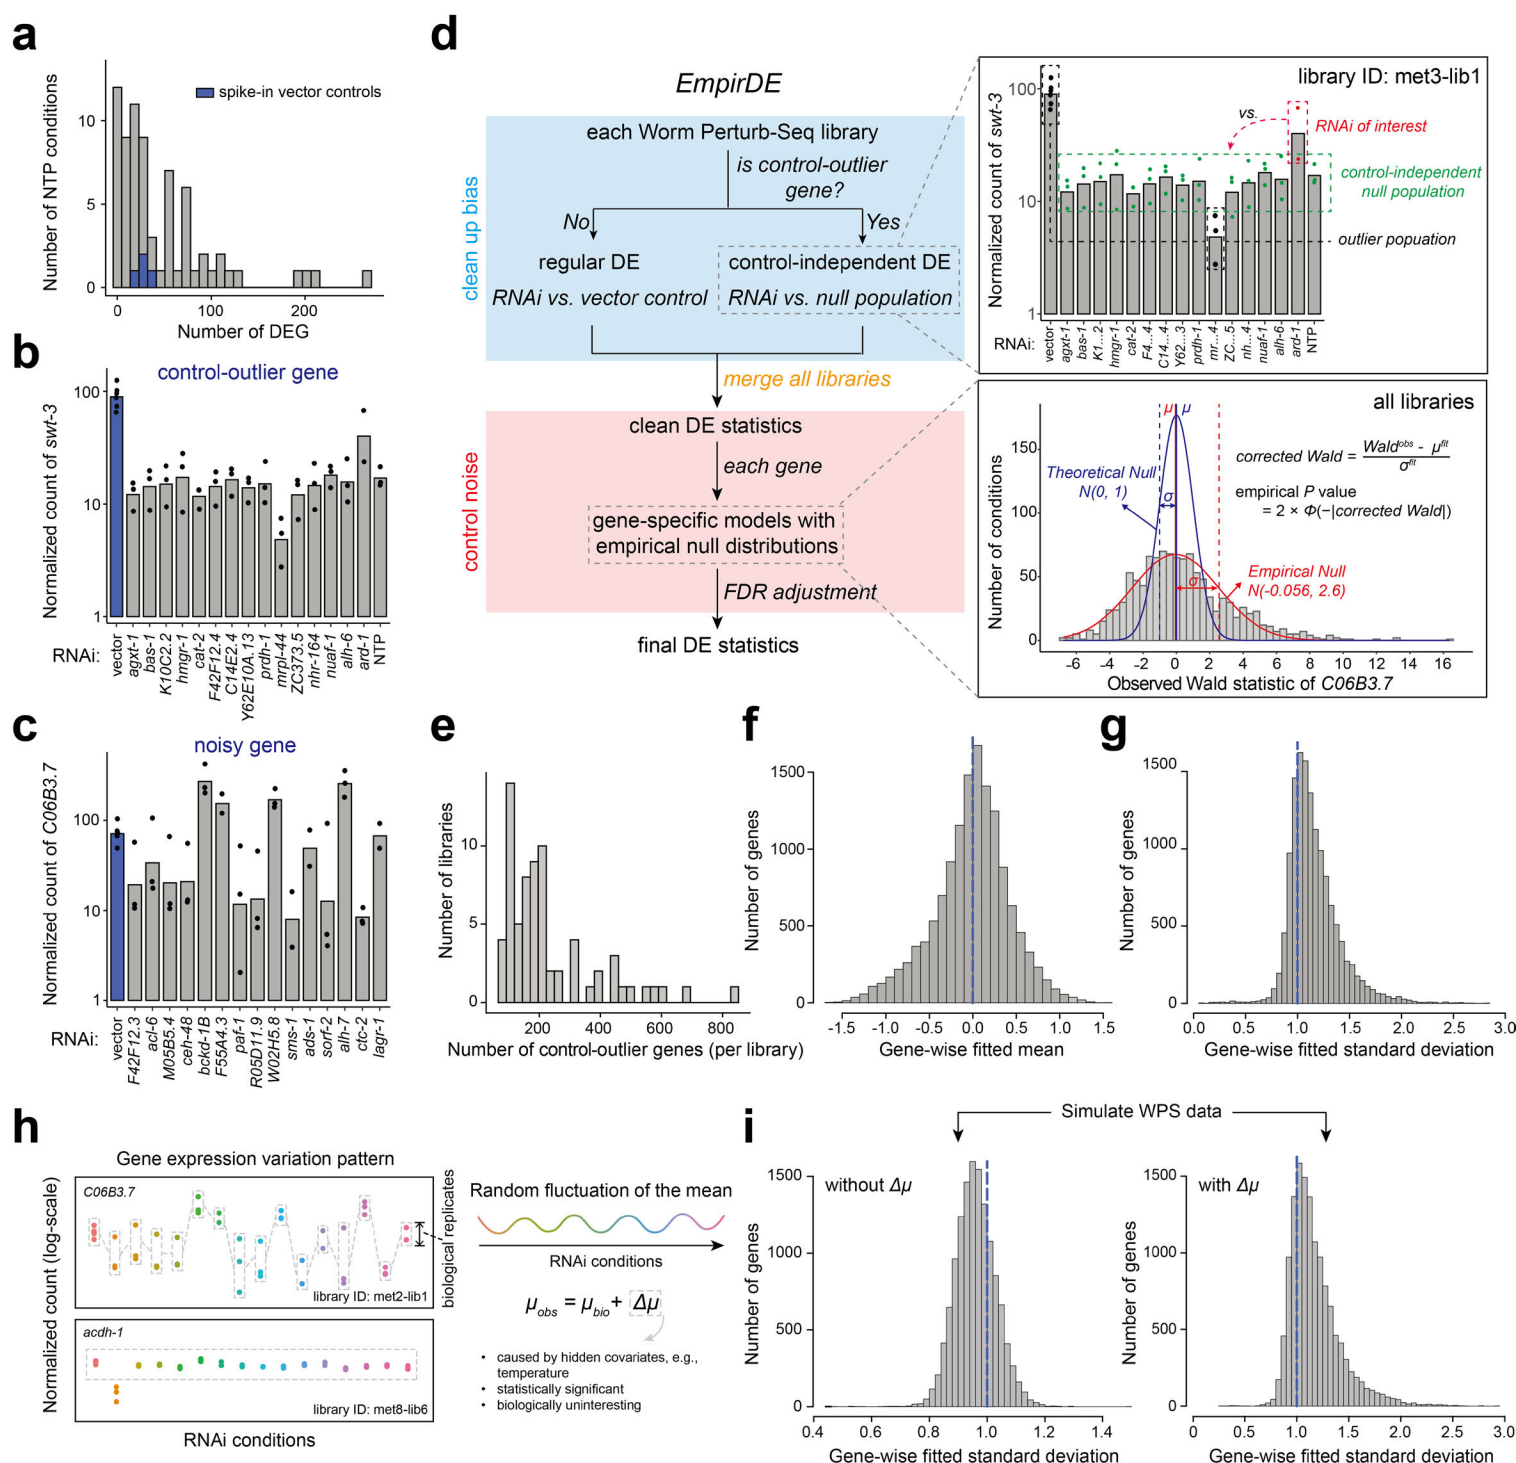 a
Number of NTP conditions
10
5
0
spike-in vector controls
0
100
200
Number of DEG
b
control-outlier gene
Normalized count of swt-3
100
10
1
RNAi:
vector
agxt-1
bas-1
K10C2.2
hmgr-1
cat-2
F42F12.4
C14E2.4
Y62E10A.13
prdh-1
mrpl-44
ZC373.5
nhr-164
nuaf-1
alh-6
ard-1
NTP
c
noisy gene
Normalized count of C06B3.7
100
10
1
RNAi:
vector
F42F12.3
acl-6
M05B5.4
ceh-48
bckd-1B
F55A4.3
paf-1
R05D11.9
W02H5.8
sms-1
ads-1
sorf-2
alh-7
ctc-2
lagr-1
d
EmpirDE
clean up bias
each Worm Perturb-Seq library
is control-outlier
gene?
No
Yes
regular DE
RNAi vs. vector control
control-independent DE
RNAi vs. null population
merge all libraries
control noise
clean DE statistics
each gene
gene-specific models with
empirical null distributions
FDR adjustment
final DE statistics
library ID: met3-lib1
Normalized count of swt-3
100
10
1
vs.
RNAi of interest
control-independent
null population
outlier popuation
RNAi:
vector
agxt-1
bas-1
K1...2
hmgr-1
cat-2
F4...4
C14...4
Y62...3
prdh-1
mr...4
ZC...5
nh...4
nuaf-1
alh-6
ard-1
NTP
all libraries
Number of conditions
150
100
50
0
μ
μ
Theoretical Null
N(0, 1)
σ
σ
corrected Wald = (Wald^obs - μ^fit) / σ^fit
empirical P value
= 2 × Φ(−|corrected Wald|)
Empirical Null
N(-0.056, 2.6)
-6 -4 -2 0 2 4 6 8 10 12 14 16
Observed Wald statistic of C06B3.7
e
Number of libraries
10
5
0
200 400 600 800
Number of control-outlier genes (per library)
f
Number of genes
1500
1000
500
0
-1.5 -1.0 -0.5 0.0 0.5 1.0 1.5
Gene-wise fitted mean
g
Number of genes
1500
1000
500
0
0.0 0.5 1.0 1.5 2.0 2.5 3.0
Gene-wise fitted standard deviation
h
Gene expression variation pattern
Normalized count (log-scale)
C06B3.7
library ID: met2-lib1
biological replicates
acdh-1
library ID: met8-lib6
RNAi conditions
Random fluctuation of the mean
RNAi conditions
μobs = μbio + Δμ
• caused by hidden covariates, e.g.,
temperature
• statistically significant
• biologically uninteresting
i
Simulate WPS data
without Δμ
Number of genes
1500
1000
500
0
0.4 0.6 0.8 1.0 1.2 1.4
Gene-wise fitted standard deviation
with Δμ
Number of genes
1500
1000
500
0
0.0 0.5 1.0 1.5 2.0 2.5 3.0
Gene-wise fitted standard deviation